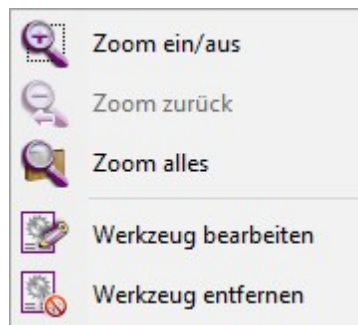 Zoom ein/aus
Zoom zurück
Zoom alles
Werkzeug bearbeiten
Werkzeug entfernen